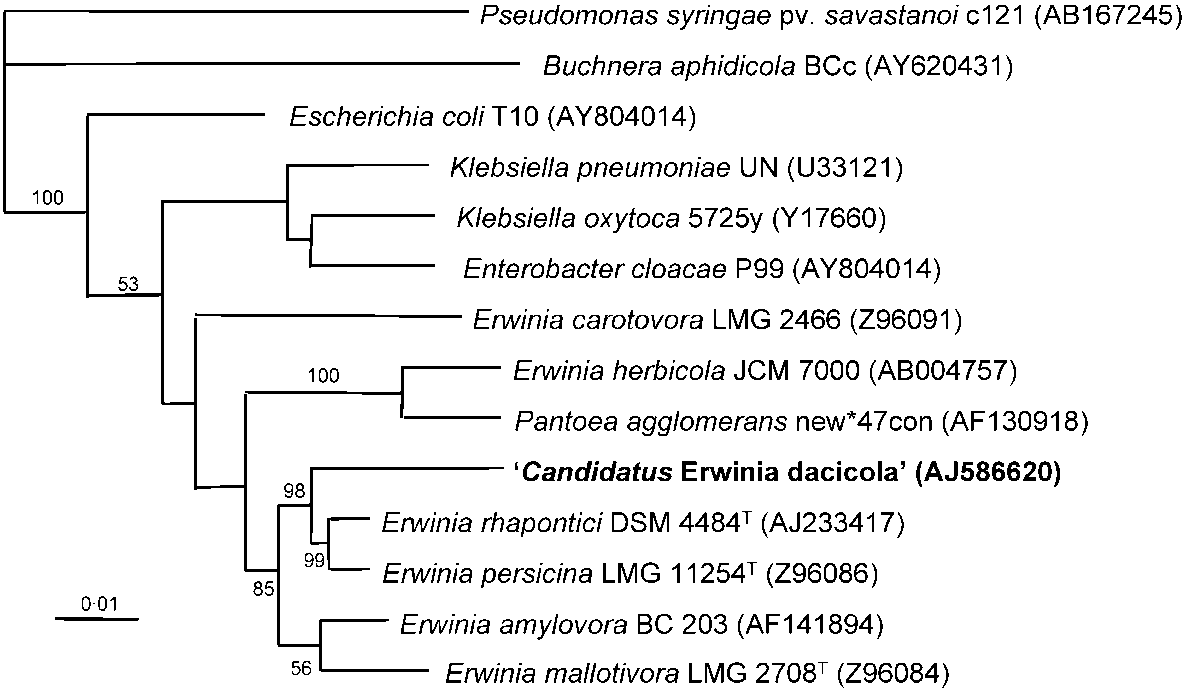 Pseudomonas syringae pv. savastanoi c121 (AB167245)
Buchnera aphidicola BCc (AY620431)
Escherichia coli T10 (AY804014)
Klebsiella pneumoniae UN (U33121)
100
Klebsiella oxytoca 5725y (Y17660)
Enterobacter cloacae P99 (AY804014)
53
Erwinia carotovora LMG 2466 (Z96091)
100
Erwinia herbicola JCM 7000 (AB004757)
Pantoea agglomerans new*47con (AF130918)
‘Candidatus Erwinia dacicola’ (AJ586620)
98
Erwinia rhapontici DSM 4484ᵀ (AJ233417)
99
Erwinia persicina LMG 11254ᵀ (Z96086)
85
0·01
Erwinia amylovora BC 203 (AF141894)
56
Erwinia mallotivora LMG 2708ᵀ (Z96084)